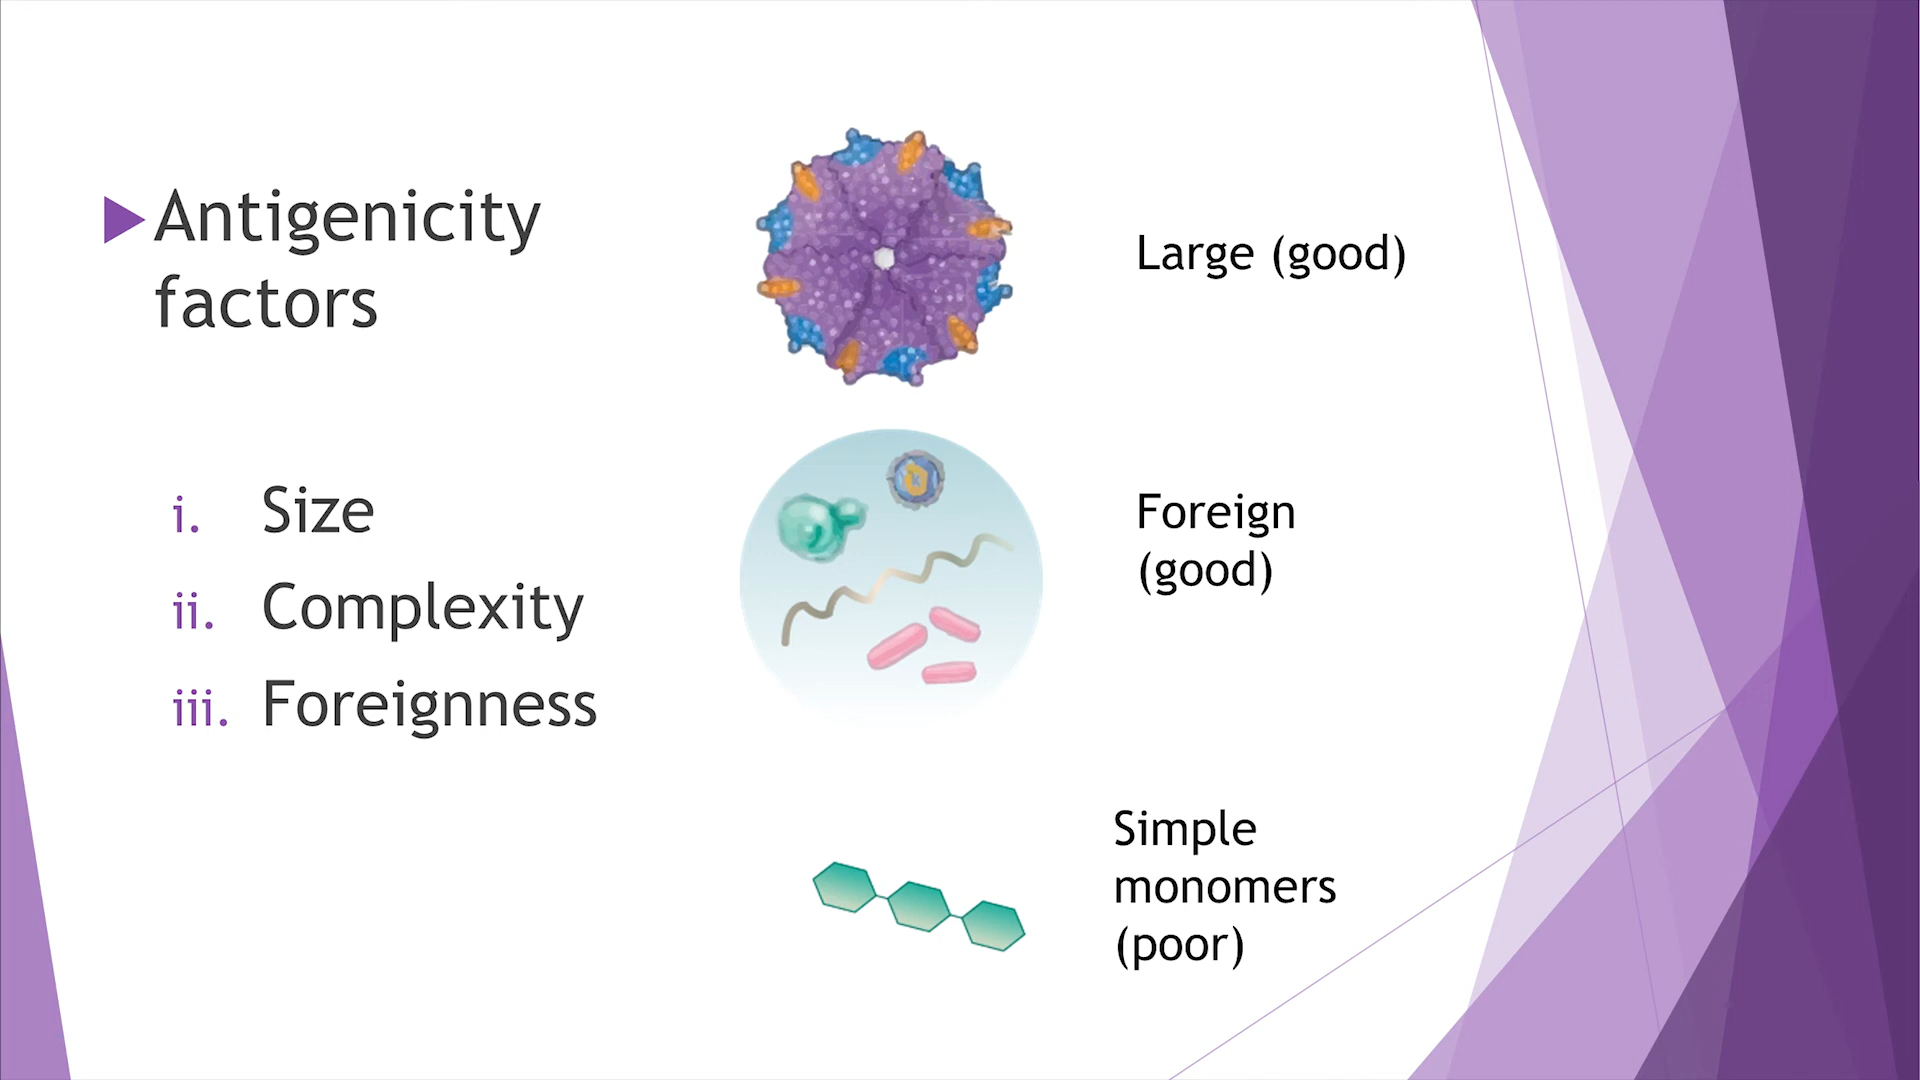 Antigenicity
factors
i. Size
ii. Complexity
iii. Foreignness
Large (good)
Foreign
(good)
Simple
monomers
(poor)